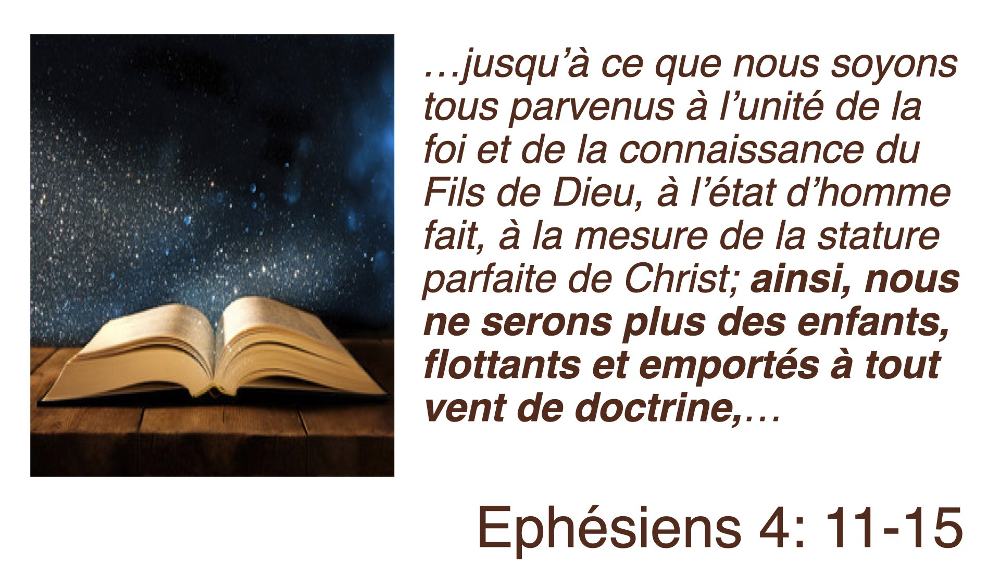 …jusqu’à ce que nous soyons
tous parvenus à l’unité de la
foi et de la connaissance du
Fils de Dieu, à l’état d’homme
fait, à la mesure de la stature
parfaite de Christ; ainsi, nous
ne serons plus des enfants,
flottants et emportés à tout
vent de doctrine,…
Ephésiens 4: 11-15